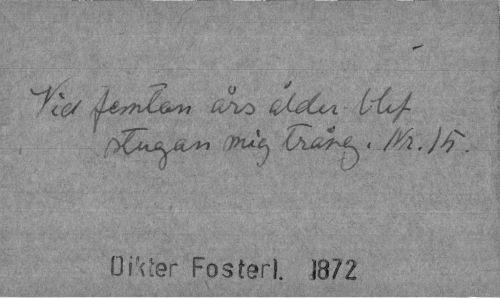 Vid femton års ålder blef
stugan mig trång. Nr. 15.
Dikter Fosterl. 1872